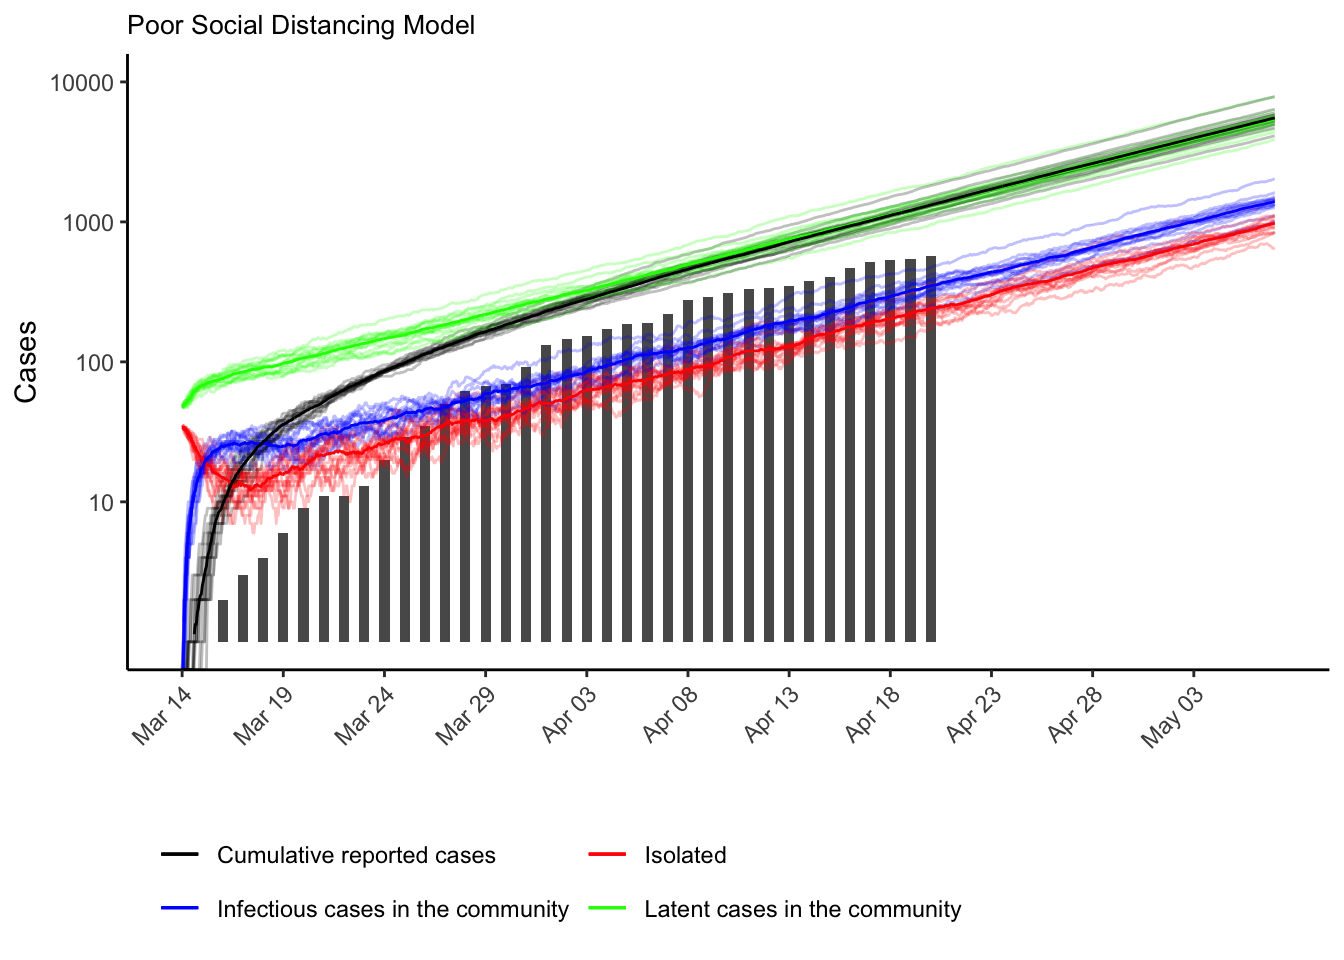 Poor Social Distancing Model
Cases
10000
1000
100
10
Mar 14
Mar 19
Mar 24
Mar 29
Apr 03
Apr 08
Apr 13
Apr 18
Apr 23
Apr 28
May 03
Cumulative reported cases
Isolated
Infectious cases in the community
Latent cases in the community